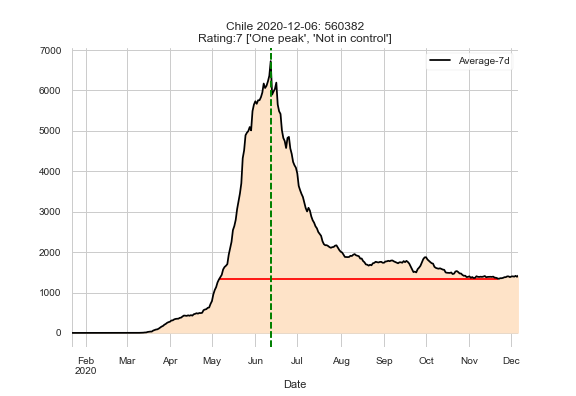 Chile 2020-12-06: 560382
Rating:7 ['One peak', 'Not in control']
7000
Average-7d
6000
5000
4000
3000
2000
1000
0
Feb Mar Apr May Jun Jul Aug Sep Oct Nov Dec
2020
Date